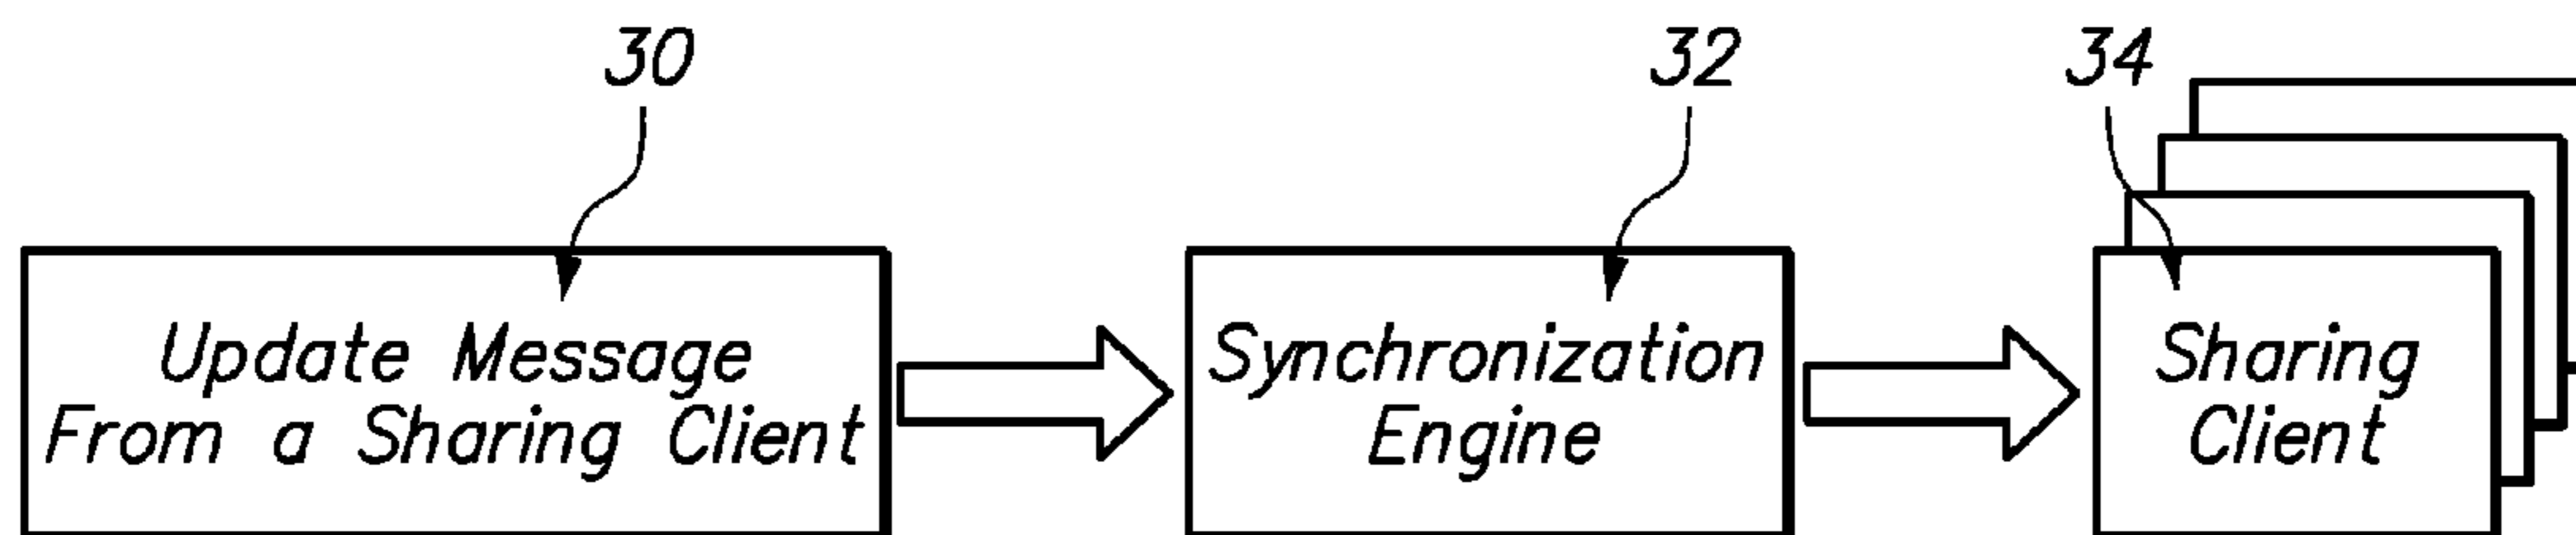 30
32
34
Update Message
From a Sharing Client
Synchronization
Engine
Sharing
Client